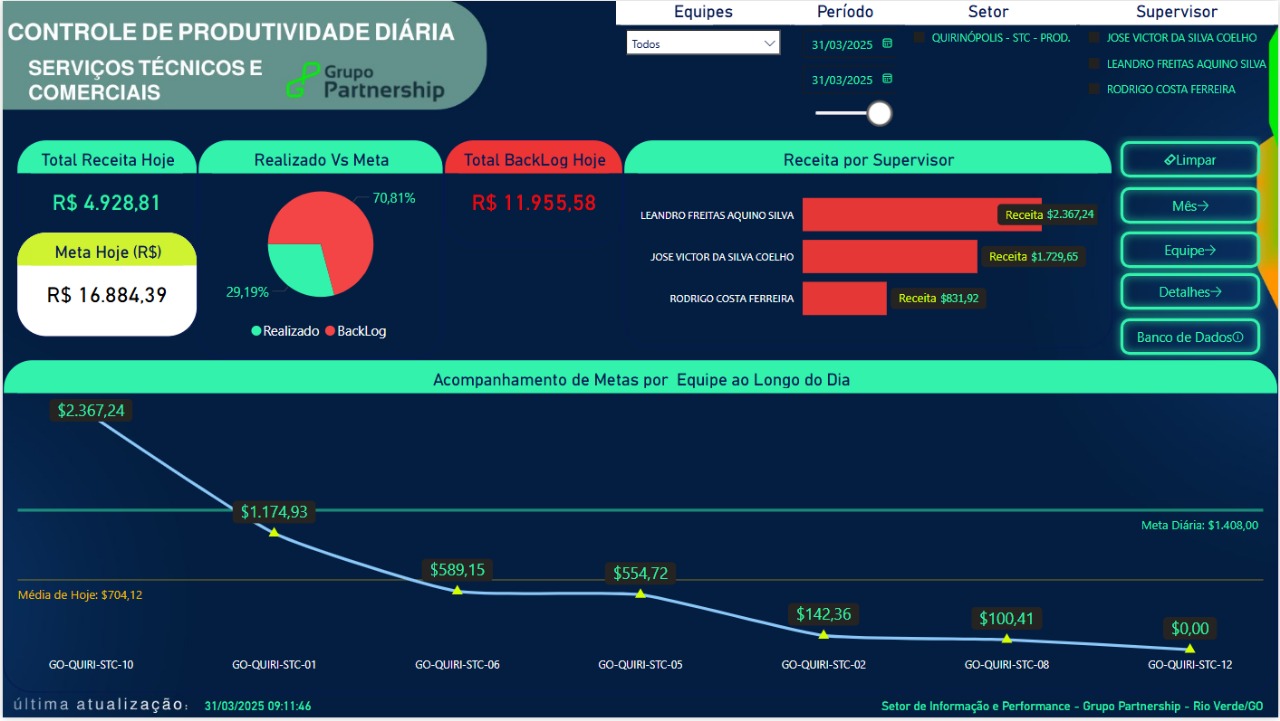 CONTROLE DE PRODUTIVIDADE DIÁRIA
SERVIÇOS TÉCNICOS E
COMERCIAIS
Grupo
Partnership
Equipes
Todos
Período
31/03/2025
31/03/2025
Setor
QUIRINÓPOLIS - STC - PROD.
Supervisor
JOSE VICTOR DA SILVA COELHO
LEANDRO FREITAS AQUINO SILVA
RODRIGO COSTA FERREIRA
Total Receita Hoje
R$ 4.928,81
Meta Hoje (R$)
R$ 16.884,39
Realizado Vs Meta
70,81%
29,19%
Realizado
BackLog
Total BackLog Hoje
R$ 11.955,58
Receita por Supervisor
LEANDRO FREITAS AQUINO SILVA
Receita $2.367,24
JOSE VICTOR DA SILVA COELHO
Receita $1.729,65
RODRIGO COSTA FERREIRA
Receita $831,92
Limpar
Mês→
Equipe→
Detalhes→
Banco de Dados
Acompanhamento de Metas por Equipe ao Longo do Dia
$2.367,24
$1.174,93
$589,15
$554,72
$142,36
$100,41
$0,00
Meta Diária: $1.408,00
Média de Hoje: $704,12
GO-QUIRI-STC-10
GO-QUIRI-STC-01
GO-QUIRI-STC-06
GO-QUIRI-STC-05
GO-QUIRI-STC-02
GO-QUIRI-STC-08
GO-QUIRI-STC-12
última atualização: 31/03/2025 09:11:46
Setor de Informação e Performance - Grupo Partnership - Rio Verde/GO